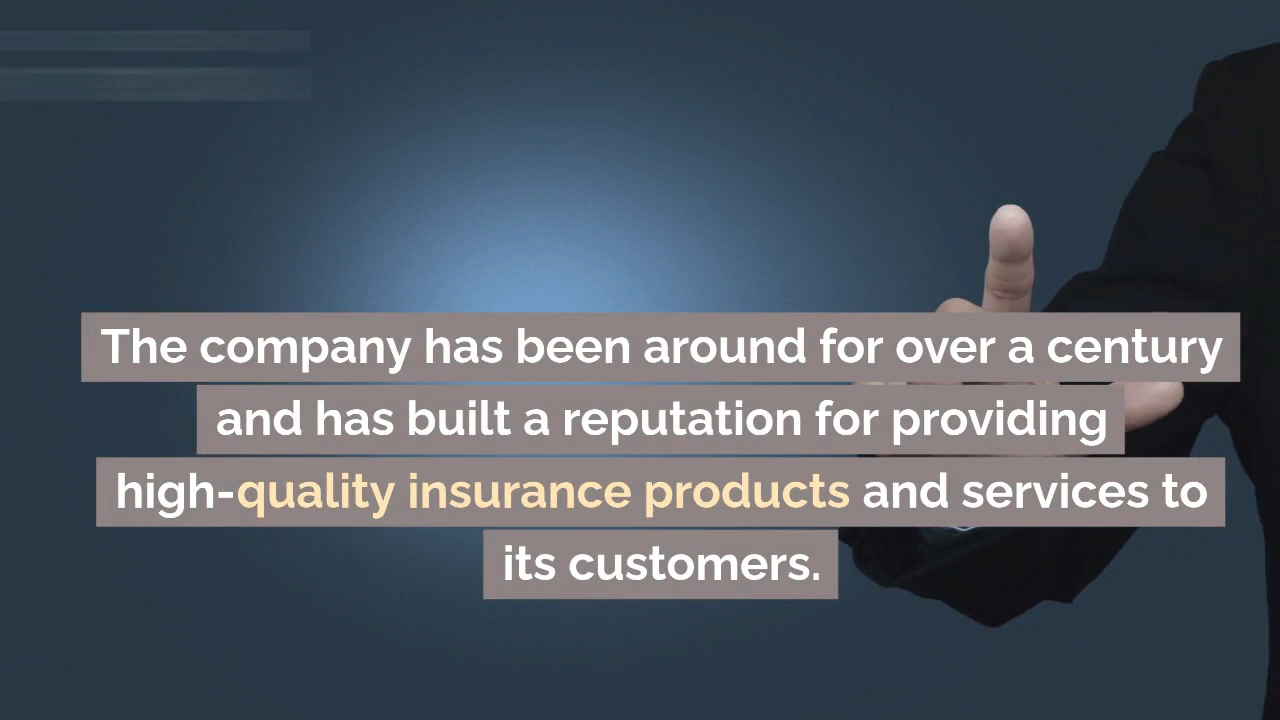 The company has been around for over a century
and has built a reputation for providing
high-quality insurance products and services to
its customers.